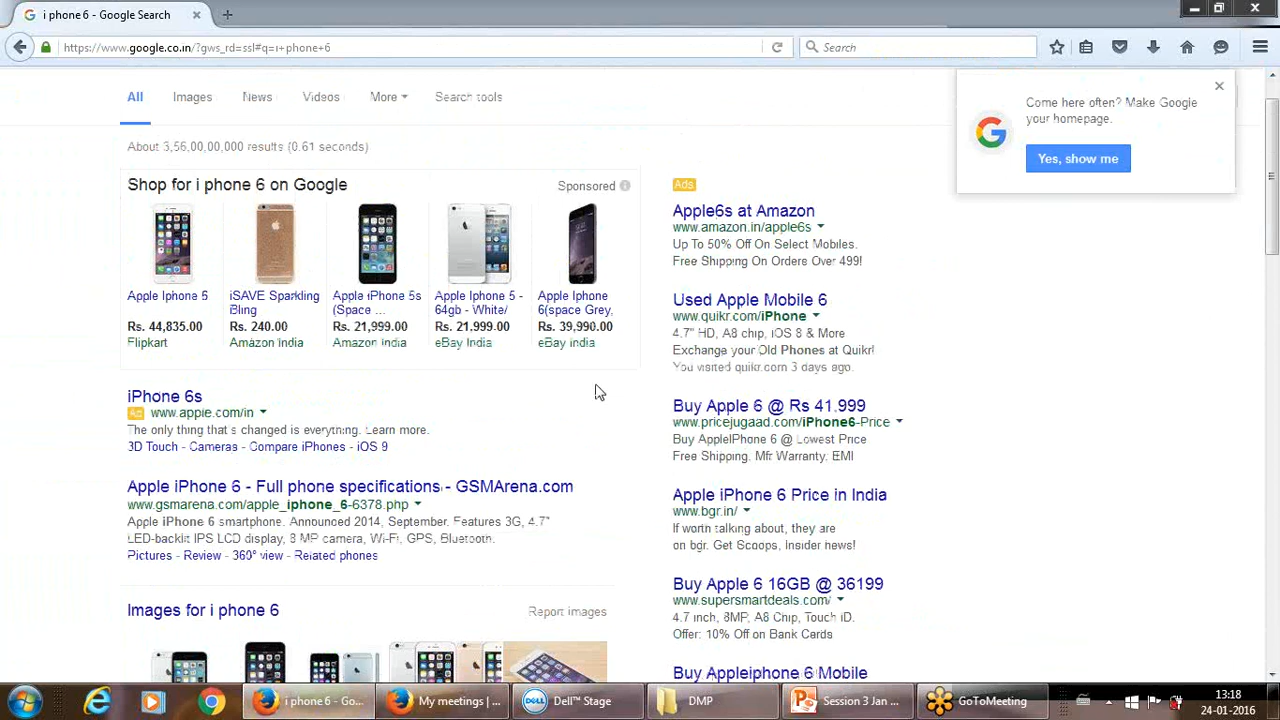 i phone 6 - Google Search
https://www.google.co.in/?gws_rd=ssl#q=i+phone+6
Search
All
Images
News
Videos
More
Search tools
Come here often? Make Google
your homepage.
Yes, show me
About 3,56,00,00,000 results (0.61 seconds)
Shop for i phone 6 on Google
Sponsored
Apple Iphone 6
Rs. 44,835.00
Flipkart
iSAVE Sparkling
Bling
Rs. 240.00
Amazon India
Apple iPhone 5s
(Space ...
Rs. 21,999.00
Amazon India
Apple Iphone 5 -
64gb - White/
Rs. 21,999.00
eBay India
Apple Iphone
6(space Grey,
Rs. 39,990.00
eBay India
iPhone 6s
Ad www.apple.com/in
The only thing that's changed is everything. Learn more.
3D Touch - Cameras - Compare iPhones - iOS 9
Apple iPhone 6 - Full phone specifications - GSMArena.com
www.gsmarena.com/apple_iphone_6-6378.php
Apple iPhone 6 smartphone. Announced 2014, September. Features 3G, 4.7"
LED-backlit IPS LCD display, 8 MP camera, Wi-Fi, GPS, Bluetooth.
Pictures - Review - 360° view - Related phones
Images for i phone 6
Report images
Ads
Apple6s at Amazon
www.amazon.in/apple6s
Up To 50% Off On Select Mobiles.
Free Shipping On Orders Over 499!
Used Apple Mobile 6
www.quikr.com/iPhone
4.7" HD, A8 chip, iOS 8 & More
Exchange your Old Phones at Quikr!
You visited quikr.com 3 days ago.
Buy Apple 6 @ Rs 41,999
www.pricejugaad.com/iPhone6-Price
Buy AppleIPhone 6 @ Lowest Price
Free Shipping. Mfr Warranty. EMI
Apple iPhone 6 Price in India
www.bgr.in/
If worth talking about, they are
on bgr. Get Scoops, Insider news!
Buy Apple 6 16GB @ 36199
www.supersmartdeals.com/
4.7 inch, 8MP, A8 Chip, Touch iD.
Offer: 10% Off on Bank Cards
Buy Appleiphone 6 Mobile
i phone 6 - Go...
My meetings | ...
DELL
Dell™ Stage
DMP
Session 3 Jan ...
GoToMeeting
13:18
24-01-2016